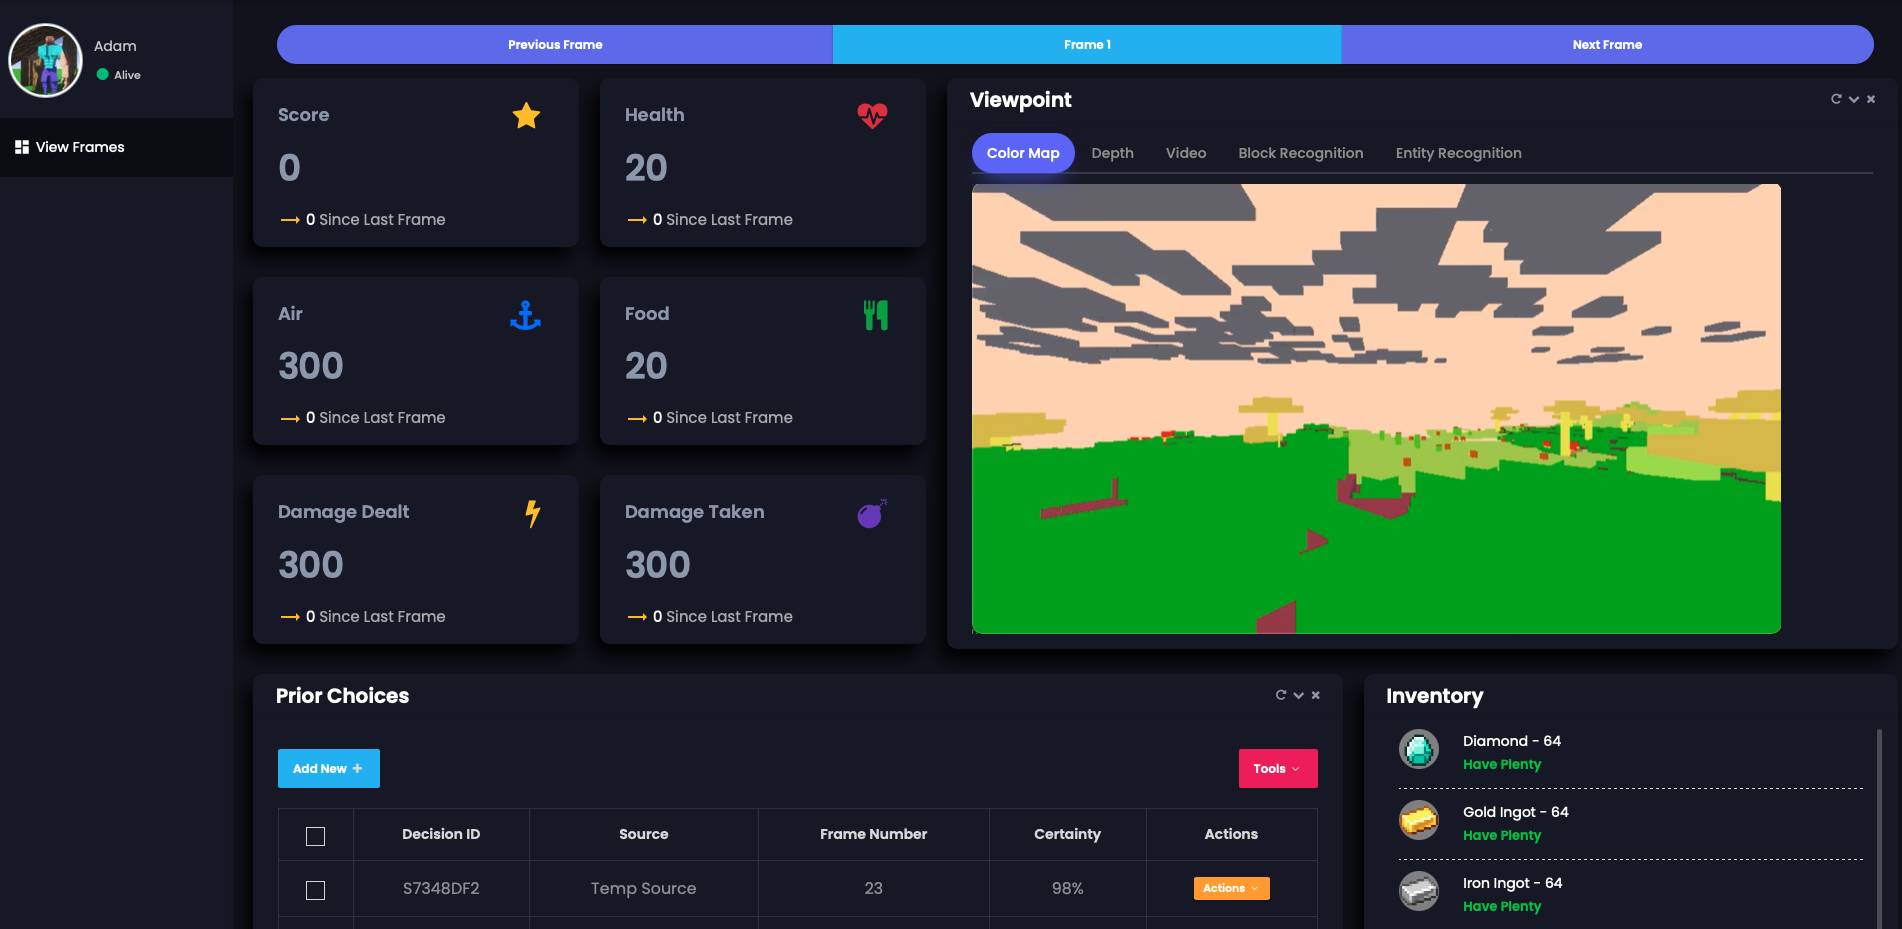 Adam
Alive
View Frames
Previous Frame
Frame 1
Next Frame
Score
0
0 Since Last Frame
Health
20
0 Since Last Frame
Air
300
0 Since Last Frame
Food
20
0 Since Last Frame
Damage Dealt
300
0 Since Last Frame
Damage Taken
300
0 Since Last Frame
Viewpoint
Color Map
Depth
Video
Block Recognition
Entity Recognition
Prior Choices
Add New
Tools
Decision ID
Source
Frame Number
Certainty
Actions
S7348DF2
Temp Source
23
98%
Actions
Inventory
Diamond - 64
Have Plenty
Gold Ingot - 64
Have Plenty
Iron Ingot - 64
Have Plenty